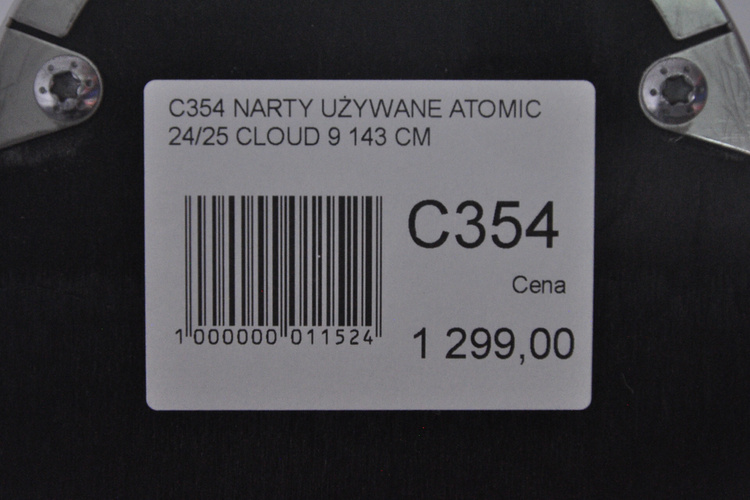 C354 NARTY UŻYWANE ATOMIC
24/25 CLOUD 9 143 CM
C354
Cena
1 299,00
1 000000 011524